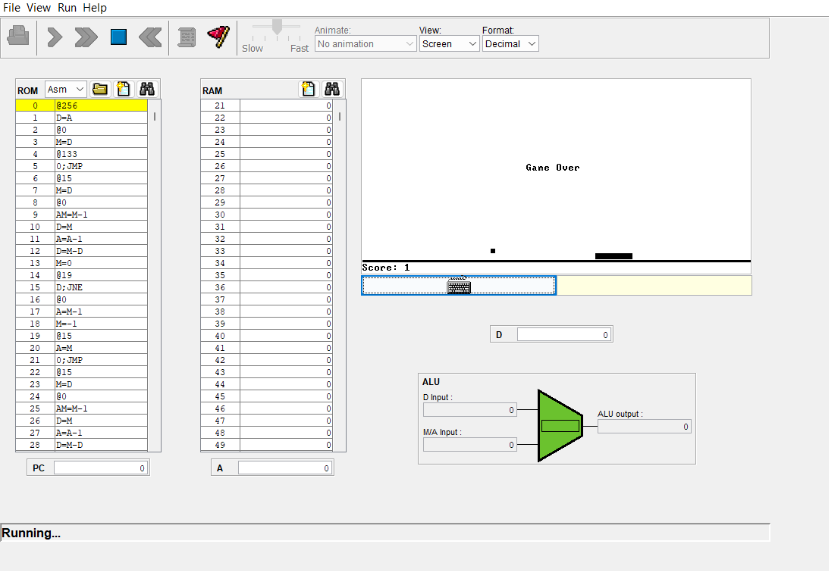 File View Run Help
Slow Fast
Animate:
No animation
View:
Screen
Format:
Decimal
ROM Asm
0 @256
1 D=A
2 @0
3 M=D
4 @133
5 0;JMP
6 @15
7 M=D
8 @0
9 AM=M-1
10 D=M
11 A=A-1
12 D=M-D
13 M=0
14 @19
15 D;JNE
16 @0
17 A=M-1
18 M=-1
19 @15
20 A=M
21 0;JMP
22 @15
23 M=D
24 @0
25 AM=M-1
26 D=M
27 A=A-1
28 D=M-D
PC 0
RAM
21 0
22 0
23 0
24 0
25 0
26 0
27 0
28 0
29 0
30 0
31 0
32 0
33 0
34 0
35 0
36 0
37 0
38 0
39 0
40 0
41 0
42 0
43 0
44 0
45 0
46 0
47 0
48 0
49 0
A 0
Game Over
Score: 1
D 0
ALU
D Input :
0
M/A Input :
0
ALU output :
0
Running...